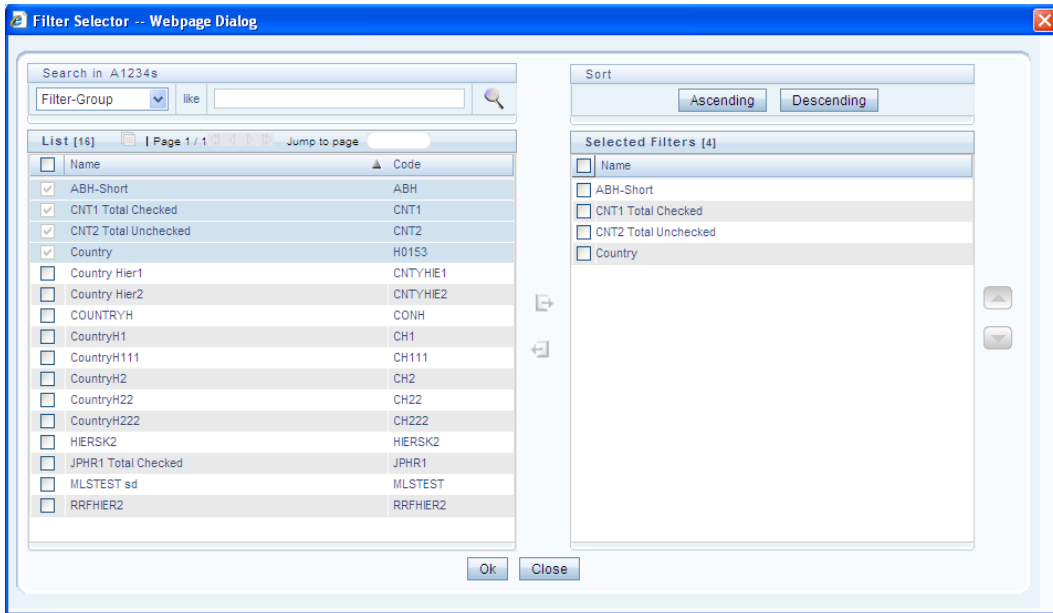 Filter Selector -- Webpage Dialog
Search in A1234s
Filter-Group like
List [16] | Page 1 / 1 Jump to page
Name Code
ABH-Short ABH
CNT1 Total Checked CNT1
CNT2 Total Unchecked CNT2
Country H0153
Country Hier1 CNTYHIE1
Country Hier2 CNTYHIE2
COUNTRYH CONH
CountryH1 CH1
CountryH111 CH111
CountryH2 CH2
CountryH22 CH22
CountryH222 CH222
HIERSK2 HIERSK2
JPHR1 Total Checked JPHR1
MLSTEST sd MLSTEST
RRFHIER2 RRFHIER2
Sort
Ascending Descending
Selected Filters [4]
Name
ABH-Short
CNT1 Total Checked
CNT2 Total Unchecked
Country
Ok Close